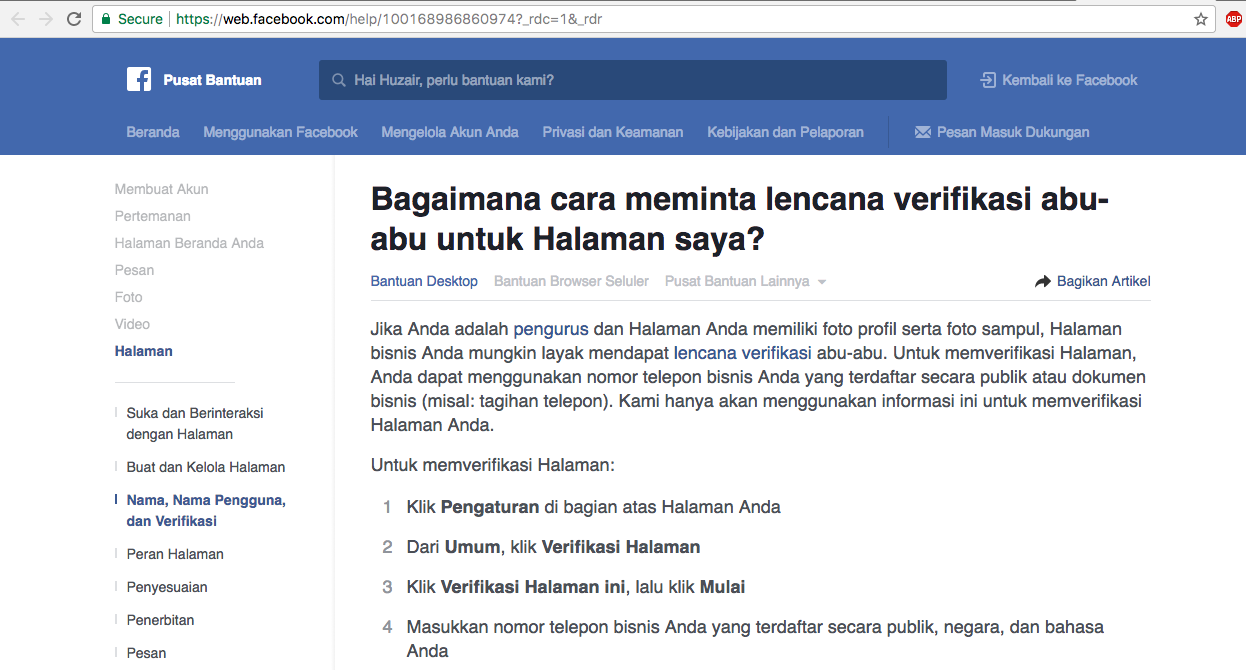 Secure
https://web.facebook.com/help/100168986860974?_rdc=1&_rdr
ABP
Pusat Bantuan
Hai Huzair, perlu bantuan kami?
Kembali ke Facebook
Beranda
Menggunakan Facebook
Mengelola Akun Anda
Privasi dan Keamanan
Kebijakan dan Pelaporan
Pesan Masuk Dukungan
Membuat Akun
Pertemanan
Halaman Beranda Anda
Pesan
Foto
Video
Halaman
Suka dan Berinteraksi
dengan Halaman
Buat dan Kelola Halaman
Nama, Nama Pengguna,
dan Verifikasi
Peran Halaman
Penyesuaian
Penerbitan
Pesan
Bagaimana cara meminta lencana verifikasi abu-
abu untuk Halaman saya?
Bantuan Desktop
Bantuan Browser Seluler
Pusat Bantuan Lainnya
Bagikan Artikel
Jika Anda adalah pengurus dan Halaman Anda memiliki foto profil serta foto sampul, Halaman
bisnis Anda mungkin layak mendapat lencana verifikasi abu-abu. Untuk memverifikasi Halaman,
Anda dapat menggunakan nomor telepon bisnis Anda yang terdaftar secara publik atau dokumen
bisnis (misal: tagihan telepon). Kami hanya akan menggunakan informasi ini untuk memverifikasi
Halaman Anda.
Untuk memverifikasi Halaman:
1 Klik Pengaturan di bagian atas Halaman Anda
2 Dari Umum, klik Verifikasi Halaman
3 Klik Verifikasi Halaman ini, lalu klik Mulai
4 Masukkan nomor telepon bisnis Anda yang terdaftar secara publik, negara, dan bahasa
Anda